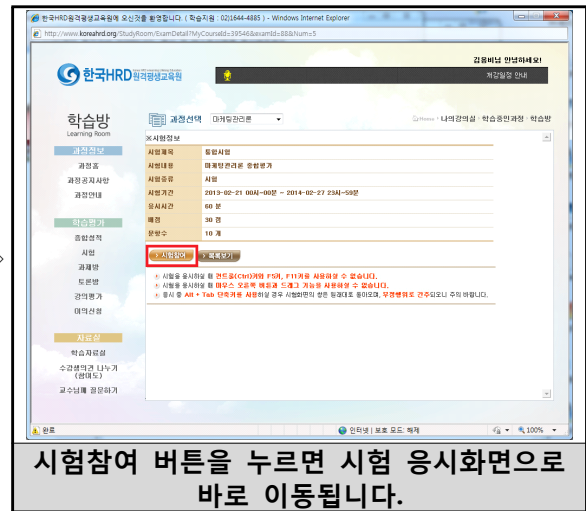 한국HRD원격평생교육원에 오신것을 환영합니다. ( 학습지원 : 02)1644-4885 ) - Windows Internet Explorer
http://www.koreahrd.org/StudyRoom/ExamDetail?MyCourseId=39546&examId=88&Num=5
김용비님 안녕하세요!
한국HRD원격평생교육원
개강일정 안내
학습방
Learning Room
과정선택 마케팅관리론
Home > 나의강의실 > 학습중인과정 > 학습방
과정정보
과정홈
과정공지사항
과정안내
학습평가
종합성적
시험
과제방
토론방
강의평가
이의신청
자료실
학습자료실
수강생의견 나누기
(참여도)
교수님께 질문하기
※시험정보
시험제목 통합시험
시험내용 마케팅관리론 종합평가
시험종류 시험
시험기간 2013-02-21 00시-00분 ~ 2014-02-27 23시-59분
응시시간 60 분
배점 30 점
문항수 10 개
시험참여 목록보기
시험을 응시하실 때 컨트롤(Ctrl)키와 F5키, F11키를 사용하실 수 없습니다.
시험을 응시하실 때 마우스 오른쪽 버튼과 드래그 기능을 사용하실 수 없습니다.
응시 중 Alt + Tab 단축키를 사용하실 경우 시험화면의 창은 원래대로 돌아오며, 부정행위로 간주되오니 주의 바랍니다.
완료
인터넷 | 보호 모드: 해제
100%
시험참여 버튼을 누르면 시험 응시화면으로
바로 이동됩니다.